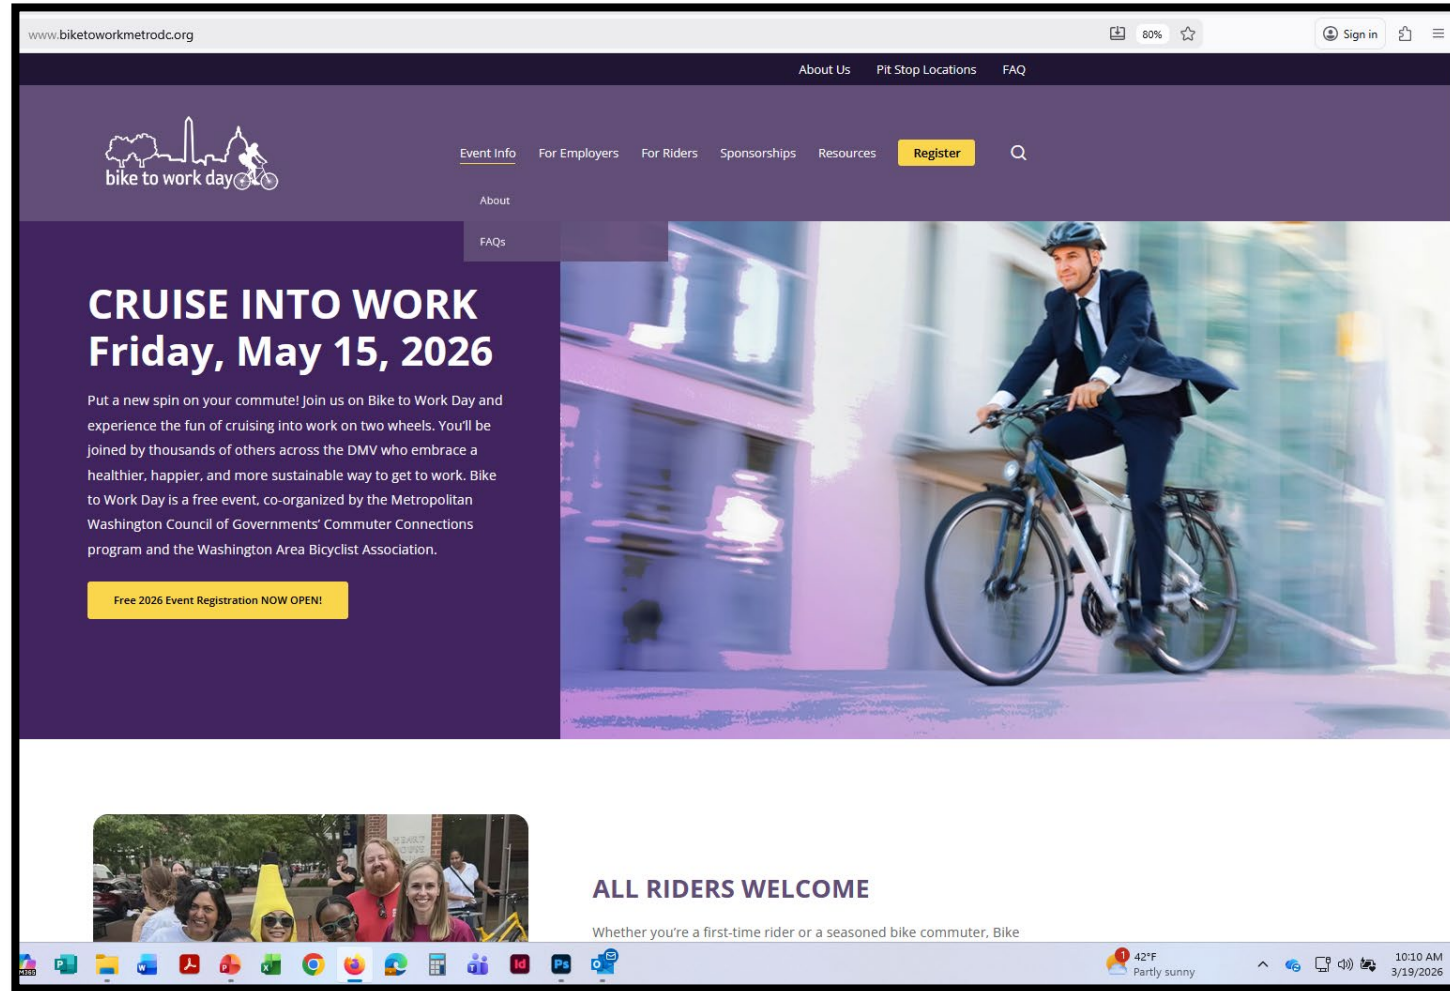 www.biketoworkmetrodc.org
80%
Sign in
About Us Pit Stop Locations FAQ
bike to work day
Event Info For Employers For Riders Sponsorships Resources Register
About
FAQs
CRUISE INTO WORK
Friday, May 15, 2026
Put a new spin on your commute! Join us on Bike to Work Day and
experience the fun of cruising into work on two wheels. You'll be
joined by thousands of others across the DMV who embrace a
healthier, happier, and more sustainable way to get to work. Bike
to Work Day is a free event, co-organized by the Metropolitan
Washington Council of Governments' Commuter Connections
program and the Washington Area Bicyclist Association.
Free 2026 Event Registration NOW OPEN!
ALL RIDERS WELCOME
Whether you're a first-time rider or a seasoned bike commuter, Bike
M365
Id
Ps
1
42°F
Partly sunny
10:10 AM
3/19/2026